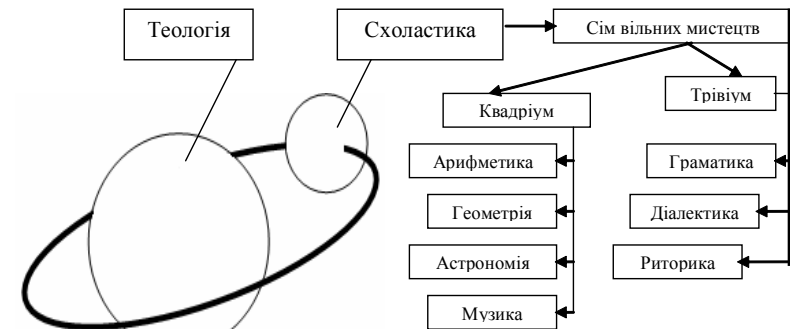 Теологія
Схоластика
Сім вільних мистецтв
Квадріум
Трівіум
Арифметика
Геометрія
Астрономія
Музика
Граматика
Діалектика
Риторика